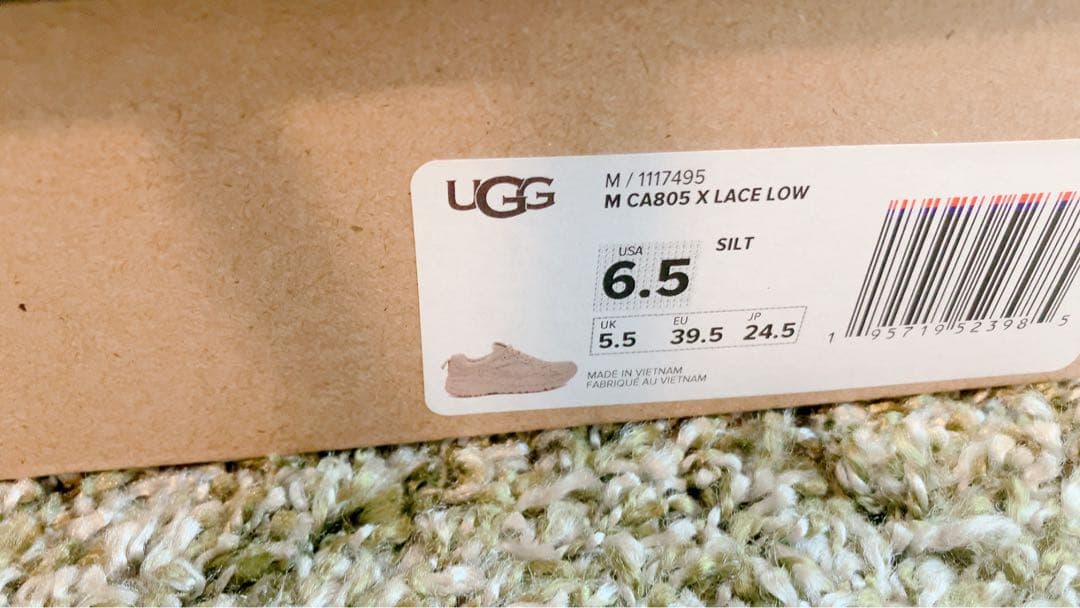 UGG
M / 1117495
M CA805 X LACE LOW
SILT
USA
6.5
UK EU JP
5.5 39.5 24.5
MADE IN VIETNAM
FABRIQUÉ AU VIETNAM
1 95719 52398 5